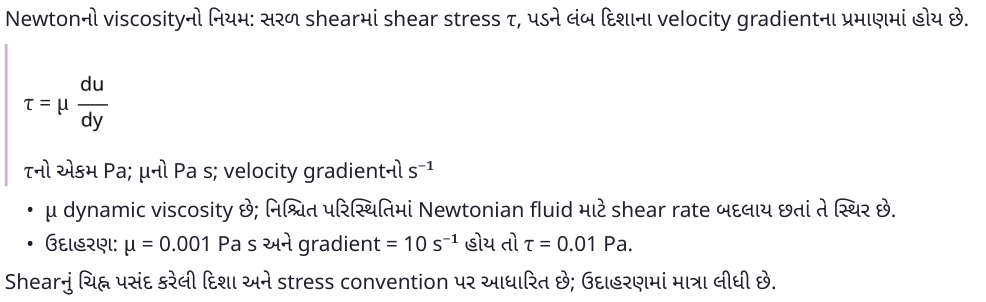 Newtonનો viscosityનો નિયમ: સરળ shearમાં shear stress τ, પડને લંબ દિશાના velocity gradientના પ્રમાણમાં હોય છે.
τ = μ du/dy
τનો એકમ Pa; μનો Pa s; velocity gradientનો s⁻¹
• μ dynamic viscosity છે; નિશ્ચિત પરિસ્થિતિમાં Newtonian fluid માટે shear rate બદલાય છતાં તે સ્થિર છે.
• ઉદાહરણ: μ = 0.001 Pa s અને gradient = 10 s⁻¹ હોય તો τ = 0.01 Pa.
Shearનું ચિહ્ન પસંદ કરેલી દિશા અને stress convention પર આધારિત છે; ઉદાહરણમાં માત્રા લીધી છે.